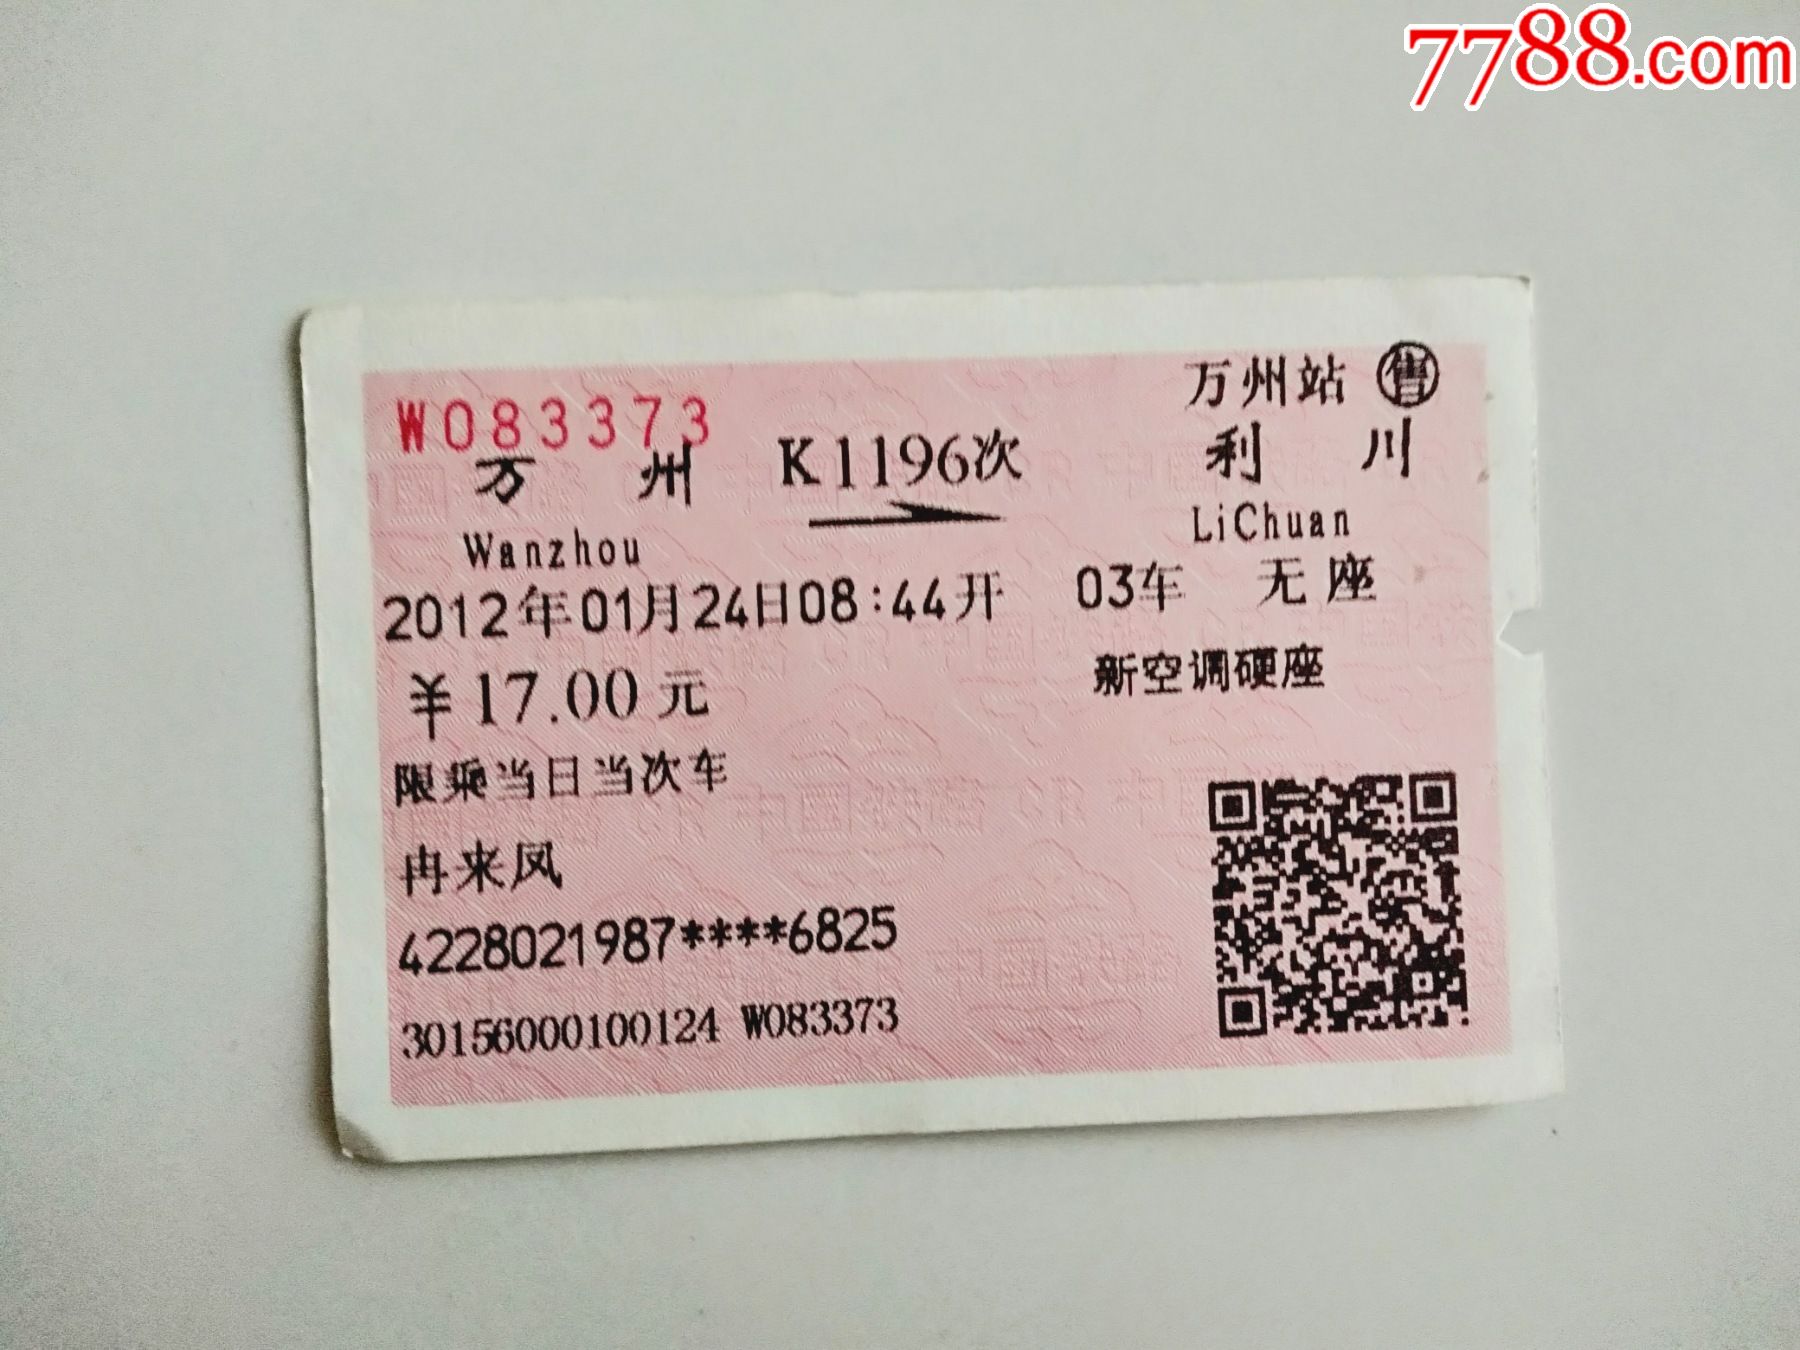 7788.com
万州站 售
W083373
万州 K1196次 利川
Wanzhou LiChuan
2012年01月24日08:44开 03车 无座
￥17.00元 新空调硬座
限乘当日当次车
冉来凤
4228021987****6825
30156000100124 W083373